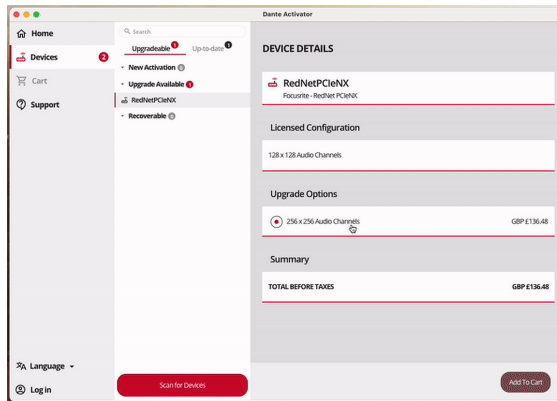 Dante Activator
Home
Devices 2
Cart
Support
Language
Log in
Search
Upgradeable 1 Up-to-date 0
New Activation 0
Upgrade Available 1
RedNetPCIeNX
Recoverable 0
Scan for Devices
DEVICE DETAILS
RedNetPCIeNX
Focusrite - RedNet PCIeNX
Licensed Configuration
128 x 128 Audio Channels
Upgrade Options
256 x 256 Audio Channels GBP £136.48
Summary
TOTAL BEFORE TAXES GBP £136.48
Add To Cart